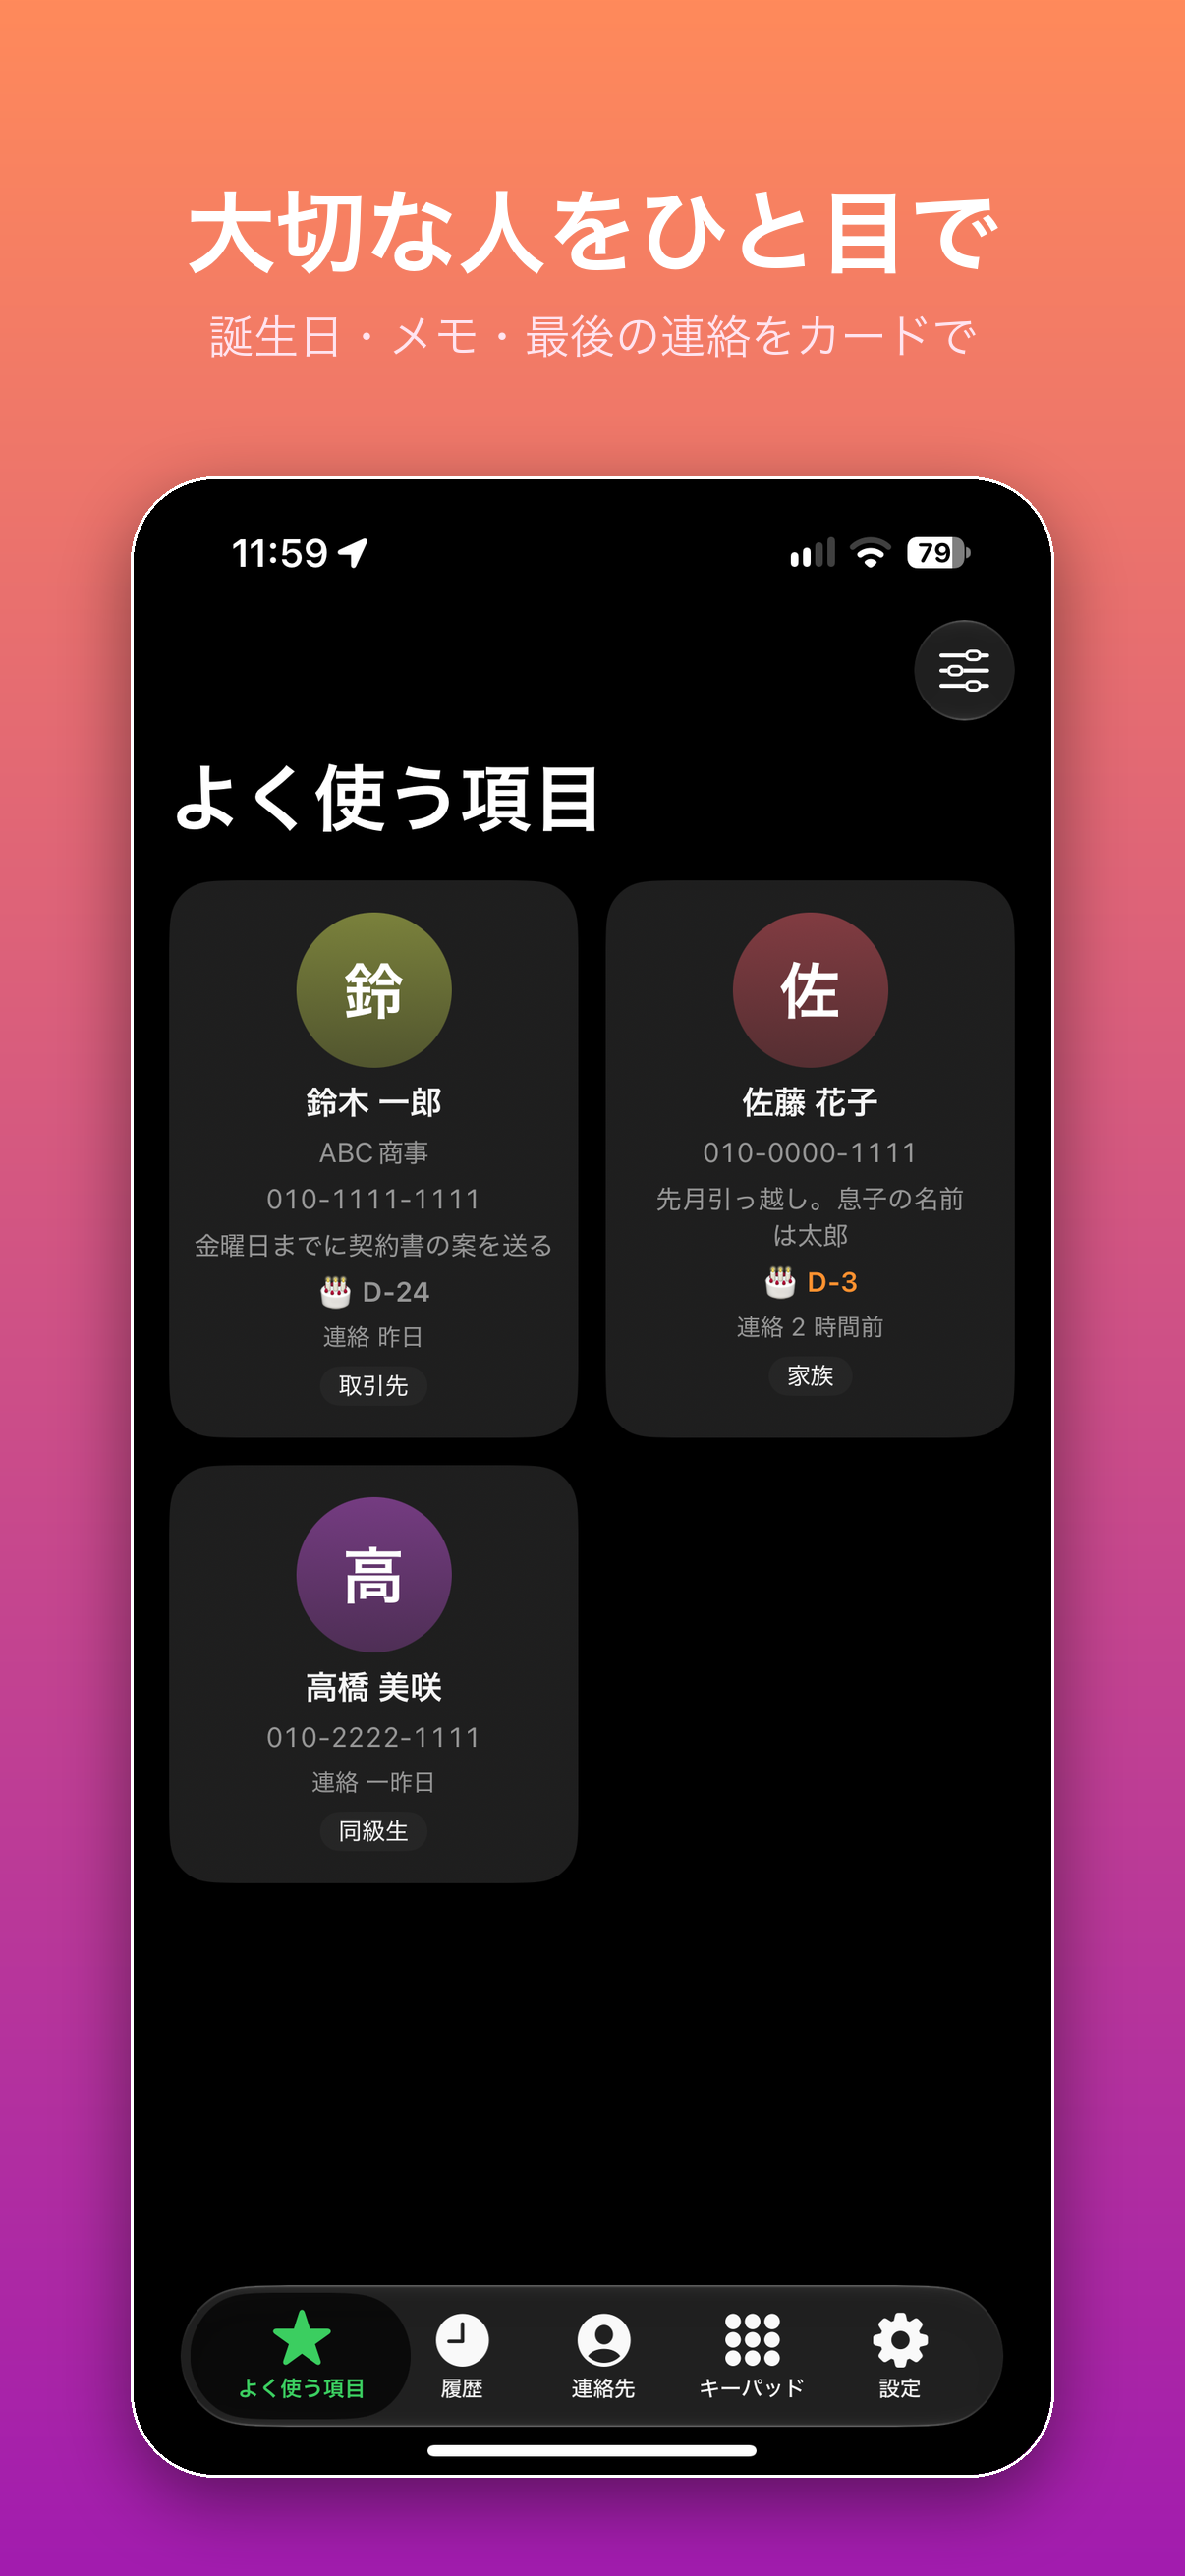 大切な人をひと目で
誕生日・メモ・最後の連絡をカードで
11:59
79
よく使う項目
鈴
鈴木 一郎
ABC商事
010-1111-1111
金曜日までに契約書の案を送る
D-24
連絡 昨日
取引先
佐
佐藤 花子
010-0000-1111
先月引っ越し。息子の名前
は太郎
D-3
連絡 2 時間前
家族
高
高橋 美咲
010-2222-1111
連絡 一昨日
同級生
よく使う項目
履歴
連絡先
キーパッド
設定